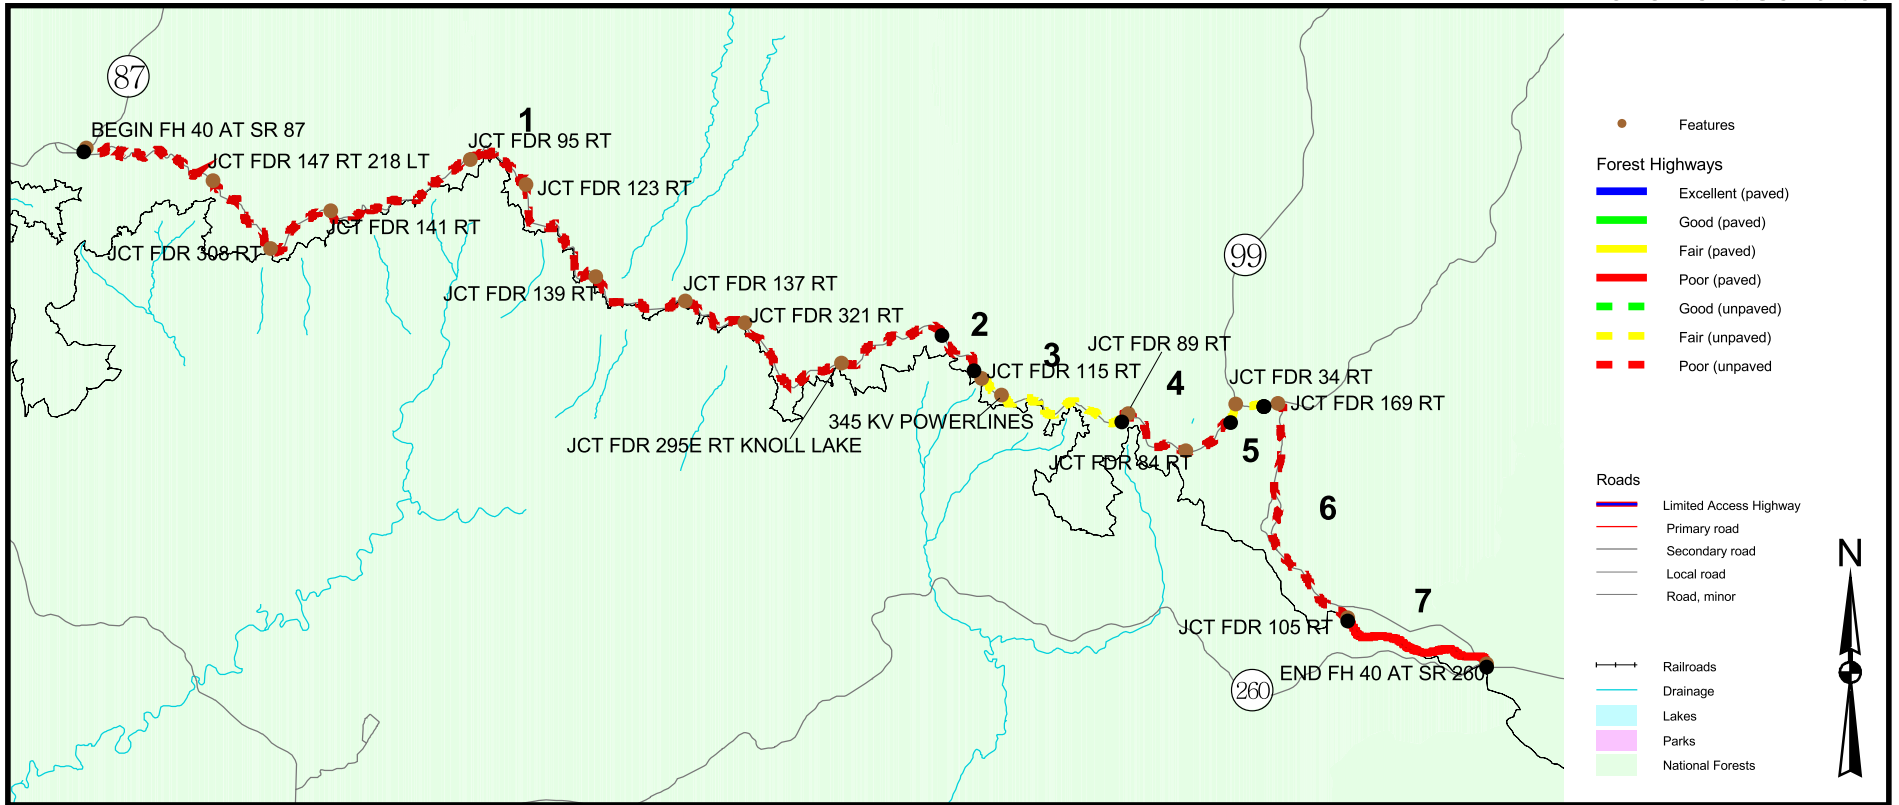 87
BEGIN FH 40 AT SR 87
1
JCT FDR 95 RT
JCT FDR 147 RT 218 LT
JCT FDR 123 RT
JCT FDR 141 RT
JCT FDR 308 RT
JCT FDR 139 RT
JCT FDR 137 RT
JCT FDR 321 RT
2
JCT FDR 89 RT
3
JCT FDR 115 RT
4
345 KV POWERLINES
JCT FDR 295E RT KNOLL LAKE
JCT FDR 84 RT
99
JCT FDR 34 RT
JCT FDR 169 RT
5
6
7
JCT FDR 105 RT
END FH 40 AT SR 260
260
Features
Forest Highways
Excellent (paved)
Good (paved)
Fair (paved)
Poor (paved)
Good (unpaved)
Fair (unpaved)
Poor (unpaved
Roads
Limited Access Highway
Primary road
Secondary road
Local road
Road, minor
N
Railroads
Drainage
Lakes
Parks
National Forests